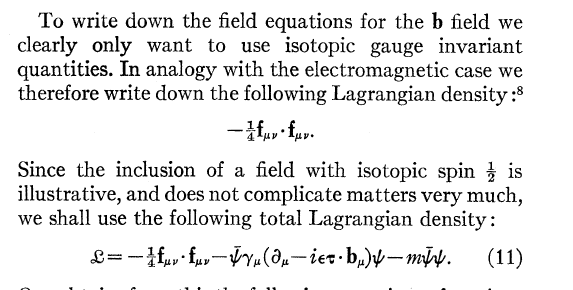 To write down the field equations for the b field we
clearly only want to use isotopic gauge invariant
quantities. In analogy with the electromagnetic case we
therefore write down the following Lagrangian density:⁸
−¼f_μν·f_μν.
Since the inclusion of a field with isotopic spin ½ is
illustrative, and does not complicate matters very much,
we shall use the following total Lagrangian density:
ℒ=−¼f_μν·f_μν−ψ̄γ_μ(∂_μ−iϵτ·b_μ)ψ−mψ̄ψ. (11)